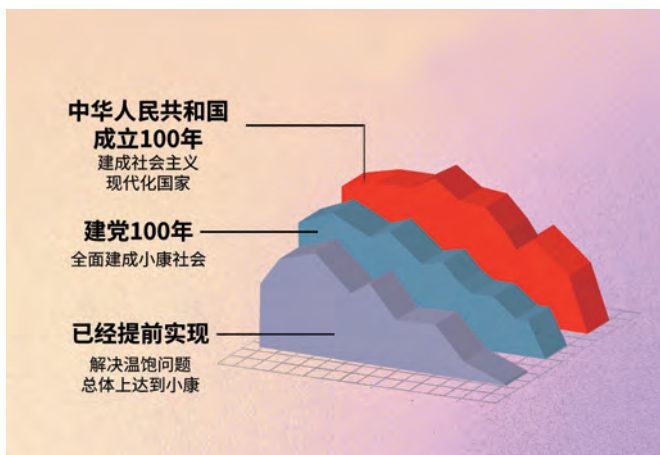 中华人民共和国
成立100年
建成社会主义
现代化国家
建党100年
全面建成小康社会
已经提前实现
解决温饱问题
总体上达到小康